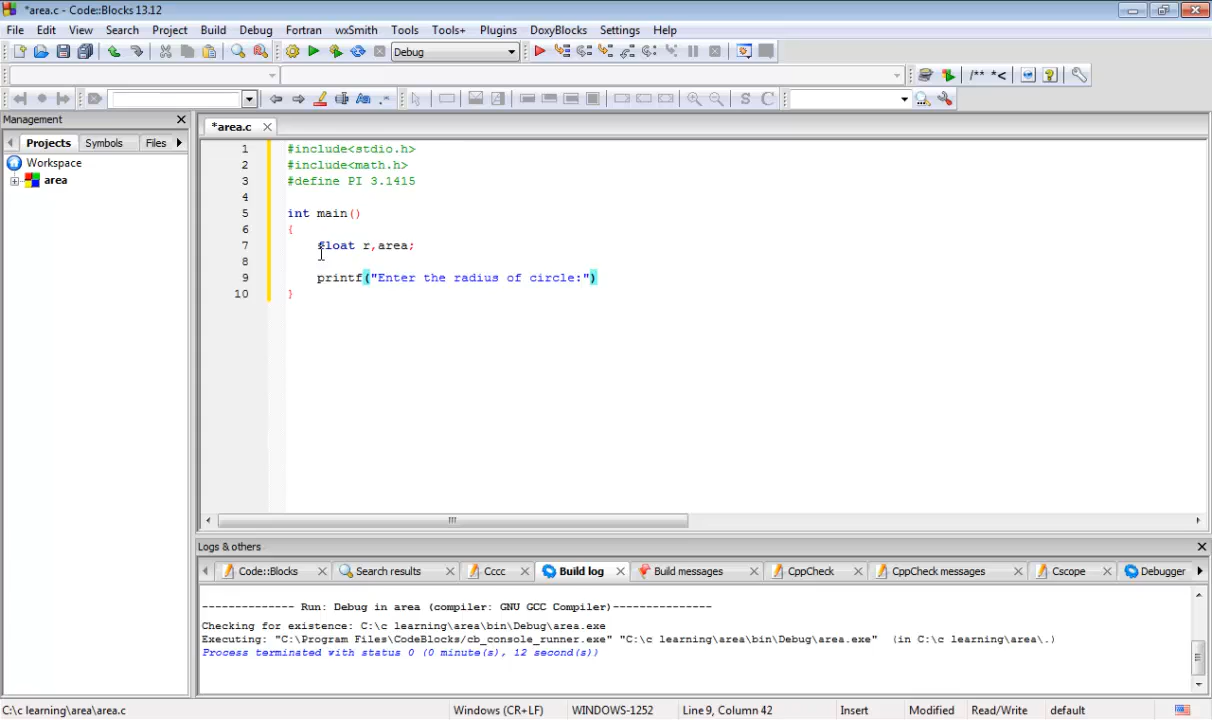 *area.c - Code::Blocks 13.12
File Edit View Search Project Build Debug Fortran wxSmith Tools Tools+ Plugins DoxyBlocks Settings Help
Debug
/** *<
S C
Management
*area.c
Projects Symbols Files
Workspace
area
1 #include<stdio.h>
2 #include<math.h>
3 #define PI 3.1415
4
5 int main()
6 {
7 float r,area;
8
9 printf("Enter the radius of circle:")
10 }
Logs & others
Code::Blocks Search results Cccc Build log Build messages CppCheck CppCheck messages Cscope Debugger
-------------- Run: Debug in area (compiler: GNU GCC Compiler)---------------
Checking for existence: C:\c learning\area\bin\Debug\area.exe
Executing: "C:\Program Files\CodeBlocks/cb_console_runner.exe" "C:\c learning\area\bin\Debug\area.exe" (in C:\c learning\area\.)
Process terminated with status 0 (0 minute(s), 12 second(s))
C:\c learning\area\area.c Windows (CR+LF) WINDOWS-1252 Line 9, Column 42 Insert Modified Read/Write default